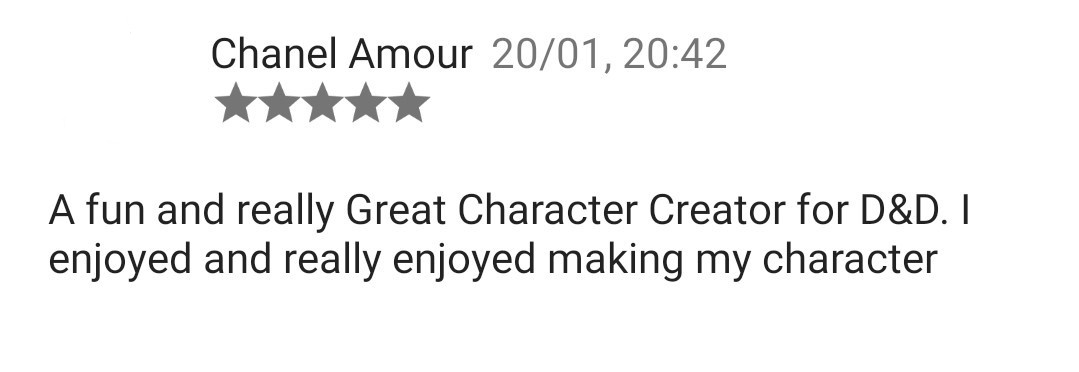 Chanel Amour 20/01, 20:42
A fun and really Great Character Creator for D&D. I
enjoyed and really enjoyed making my character